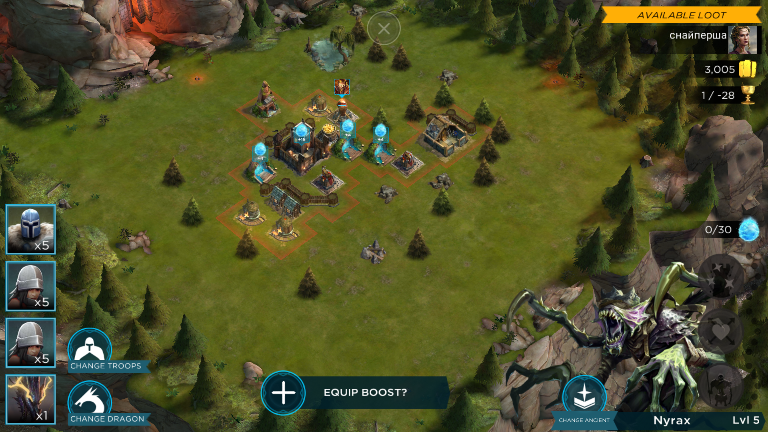 AVAILABLE LOOT
снайперша
3,005
1 / -28
0/30
x5
x5
x5
x1
CHANGE TROOPS
CHANGE DRAGON
EQUIP BOOST?
CHANGE ANCIENT
Nyrax
Lvl 5